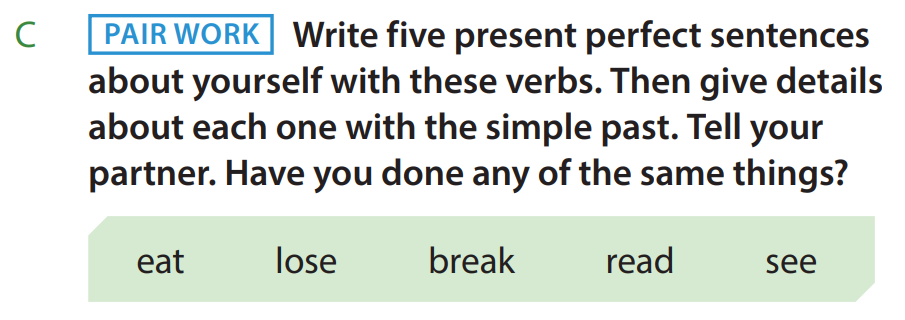 C PAIR WORK Write five present perfect sentences
about yourself with these verbs. Then give details
about each one with the simple past. Tell your
partner. Have you done any of the same things?
eat lose break read see